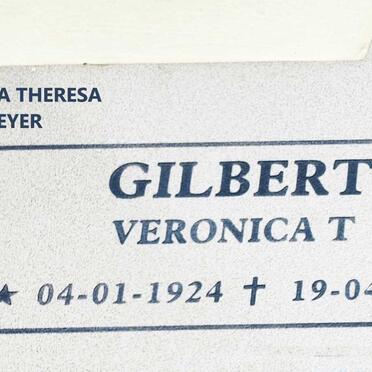 A THERESA
EYER
GILBERT
VERONICA T
★ 04-01-1924 ✝ 19-04